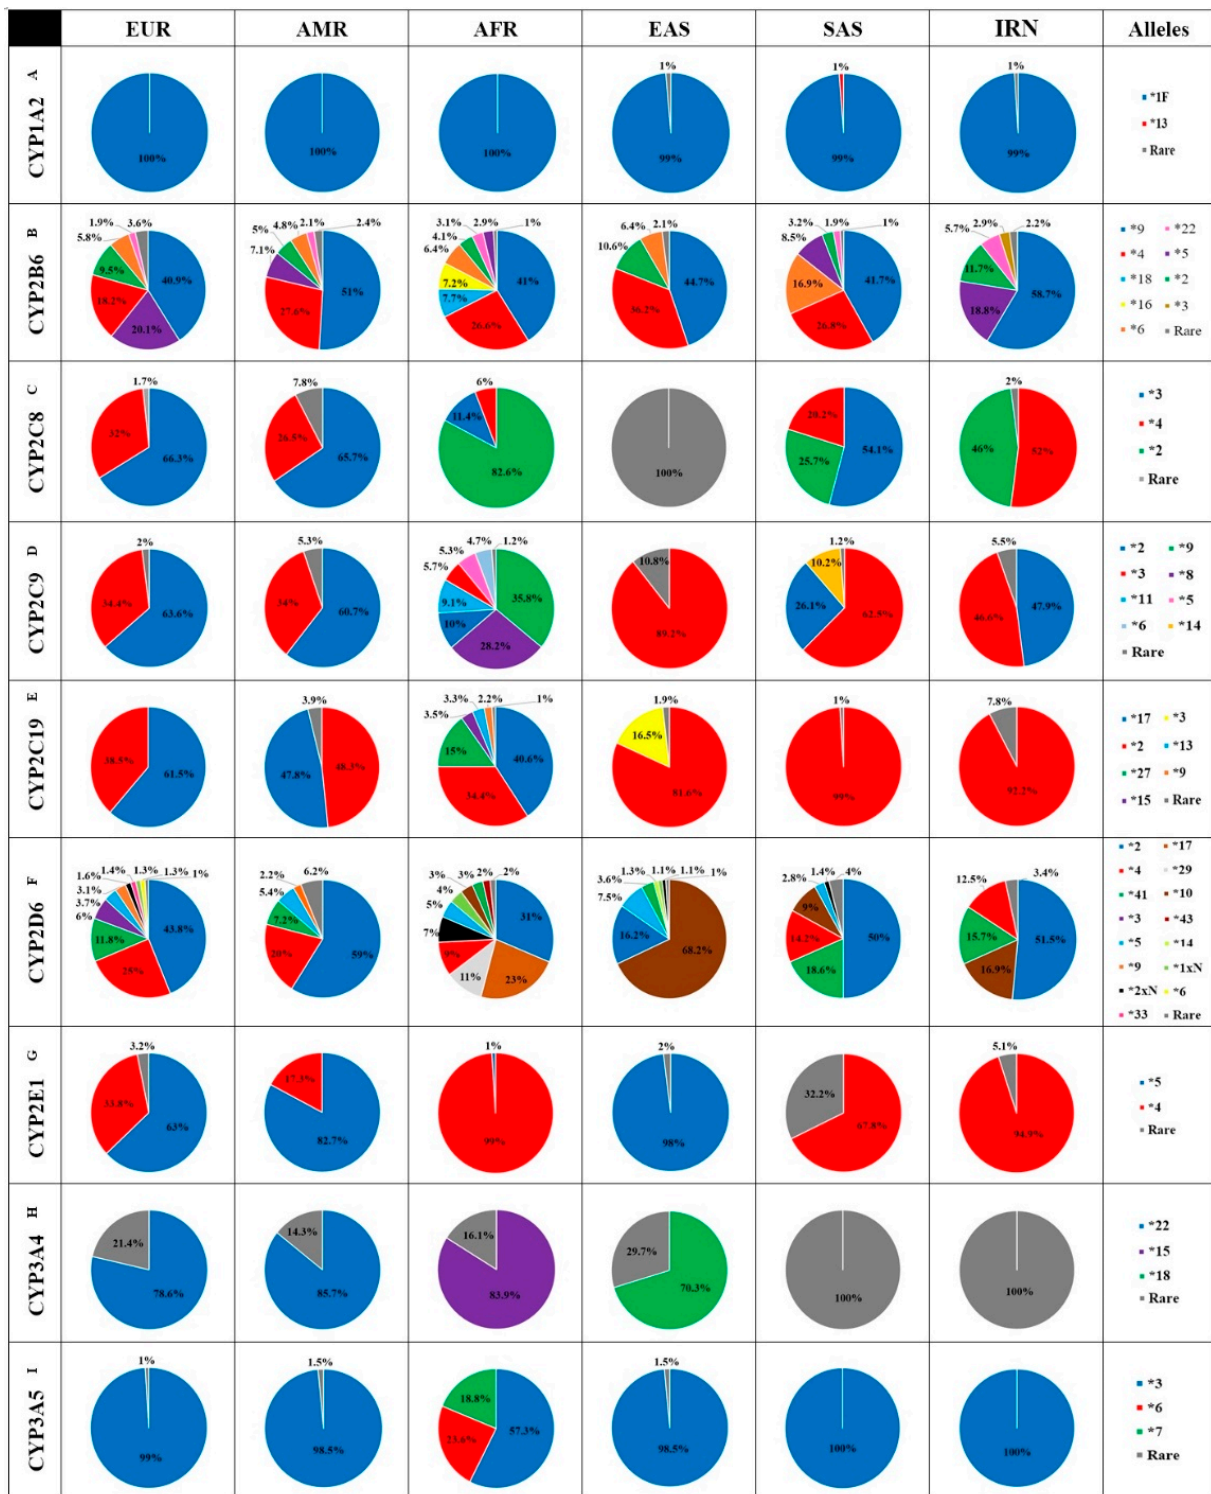 EUR AMR AFR EAS SAS IRN Alleles
CYP1A2 A
100% 100% 100% 1% 99% 1% 99% 1% 99%
*1F
*13
Rare
CYP2B6 B
1.9% 3.6% 5.8% 9.5% 18.2% 20.1% 40.9%
5% 4.8% 2.1% 2.4% 7.1% 27.6% 51%
3.1% 2.9% 1% 4.1% 6.4% 7.2% 7.7% 26.6% 41%
6.4% 2.1% 10.6% 36.2% 44.7%
3.2% 1.9% 1% 8.5% 16.9% 26.8% 41.7%
5.7% 2.9% 2.2% 11.7% 18.8% 58.7%
*9 *22
*4 *5
*18 *2
*16 *3
*6 Rare
CYP2C8 C
1.7% 32% 66.3%
7.8% 26.5% 65.7%
6% 11.4% 82.6%
100%
20.2% 25.7% 54.1%
2% 46% 52%
*3
*4
*2
Rare
CYP2C9 D
2% 34.4% 63.6%
5.3% 34% 60.7%
4.7% 1.2% 5.3% 5.7% 9.1% 10% 28.2% 35.8%
10.8% 89.2%
1.2% 10.2% 26.1% 62.5%
5.5% 46.6% 47.9%
*2 *9
*3 *8
*11 *5
*6 *14
Rare
CYP2C19 E
38.5% 61.5%
3.9% 47.8% 48.3%
3.3% 2.2% 1% 3.5% 15% 34.4% 40.6%
1.9% 16.5% 81.6%
1% 99%
7.8% 92.2%
*17 *3
*2 *13
*27 *9
*15 Rare
CYP2D6 F
1.4% 1.3% 1.3% 1% 1.6% 3.1% 3.7% 6% 11.8% 25% 43.8%
2.2% 6.2% 5.4% 7.2% 20% 59%
3% 3% 2% 2% 4% 5% 7% 9% 11% 23% 31%
1.3% 1.1% 1.1% 1% 3.6% 7.5% 16.2% 68.2%
2.8% 1.4% 4% 9% 14.2% 18.6% 50%
12.5% 3.4% 15.7% 16.9% 51.5%
*2 *17
*4 *29
*41 *10
*3 *43
*5 *14
*9 *1xN
*2xN *6
*33 Rare
CYP2E1 G
3.2% 33.8% 63%
17.3% 82.7%
1% 99%
2% 98%
32.2% 67.8%
5.1% 94.9%
*5
*4
Rare
CYP3A4 H
21.4% 78.6%
14.3% 85.7%
16.1% 83.9%
29.7% 70.3%
100%
100%
*22
*15
*18
Rare
CYP3A5 I
1% 99%
1.5% 98.5%
18.8% 23.6% 57.3%
1.5% 98.5%
100%
100%
*3
*6
*7
Rare